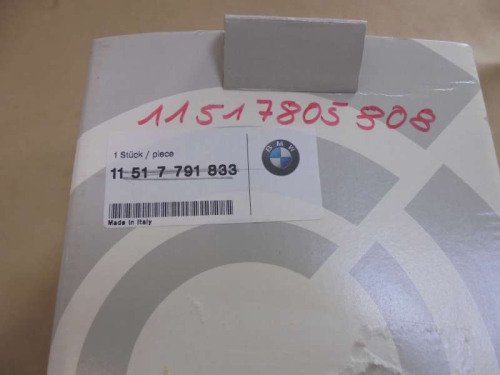 11517805808
1 Stück / piece
11 51 7 791 833
BMW
Made in Italy